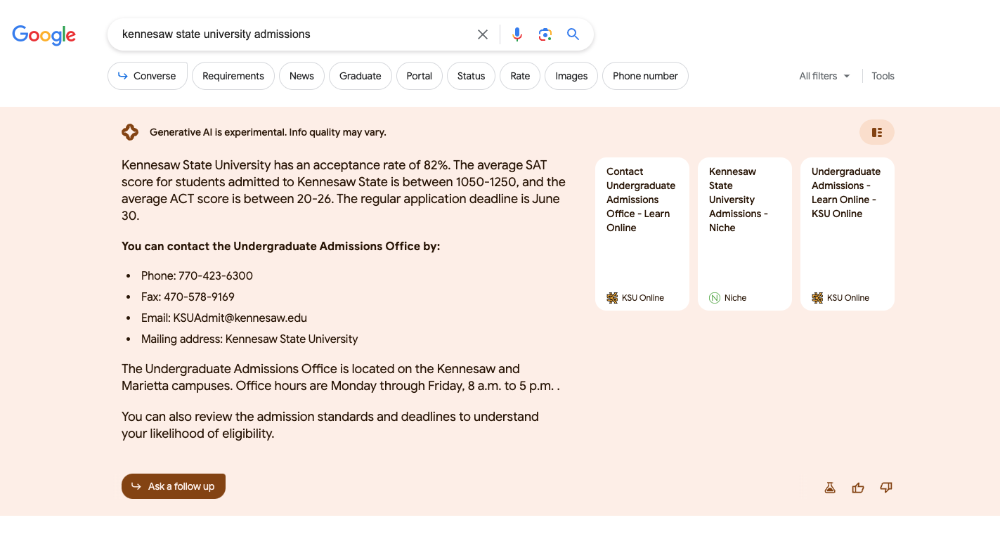 Google
kennesaw state university admissions
Converse
Requirements
News
Graduate
Portal
Status
Rate
Images
Phone number
All filters
Tools
Generative AI is experimental. Info quality may vary.
Kennesaw State University has an acceptance rate of 82%. The average SAT
score for students admitted to Kennesaw State is between 1050-1250, and the
average ACT score is between 20-26. The regular application deadline is June
30.
You can contact the Undergraduate Admissions Office by:
• Phone: 770-423-6300
• Fax: 470-578-9169
• Email: KSUAdmit@kennesaw.edu
• Mailing address: Kennesaw State University
The Undergraduate Admissions Office is located on the Kennesaw and
Marietta campuses. Office hours are Monday through Friday, 8 a.m. to 5 p.m. .
You can also review the admission standards and deadlines to understand
your likelihood of eligibility.
Ask a follow up
Contact
Undergraduate
Admissions
Office - Learn
Online
KSU Online
Kennesaw
State
University
Admissions -
Niche
Niche
Undergraduate
Admissions -
Learn Online -
KSU Online
KSU Online